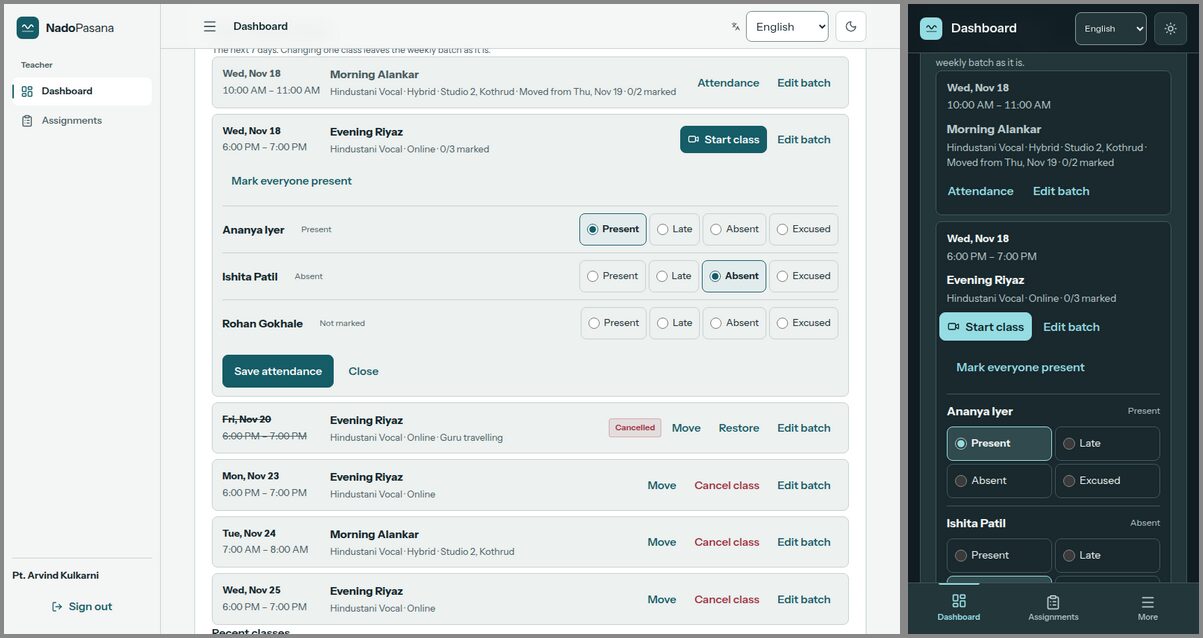 NadoPasana
Teacher
Dashboard
Assignments
Pt. Arvind Kulkarni
Sign out
Dashboard
English
The next 7 days. Changing one class leaves the weekly batch as it is.
Wed, Nov 18
10:00 AM – 11:00 AM
Morning Alankar
Hindustani Vocal · Hybrid · Studio 2, Kothrud · Moved from Thu, Nov 19 · 0/2 marked
Attendance
Edit batch
Wed, Nov 18
6:00 PM – 7:00 PM
Evening Riyaz
Hindustani Vocal · Online · 0/3 marked
Start class
Edit batch
Mark everyone present
Ananya Iyer
Present
Present
Late
Absent
Excused
Ishita Patil
Absent
Present
Late
Absent
Excused
Rohan Gokhale
Not marked
Present
Late
Absent
Excused
Save attendance
Close
Fri, Nov 20
6:00 PM – 7:00 PM
Evening Riyaz
Hindustani Vocal · Online · Guru travelling
Cancelled
Move
Restore
Edit batch
Mon, Nov 23
6:00 PM – 7:00 PM
Evening Riyaz
Hindustani Vocal · Online
Move
Cancel class
Edit batch
Tue, Nov 24
7:00 AM – 8:00 AM
Morning Alankar
Hindustani Vocal · Hybrid · Studio 2, Kothrud
Move
Cancel class
Edit batch
Wed, Nov 25
6:00 PM – 7:00 PM
Evening Riyaz
Hindustani Vocal · Online
Move
Cancel class
Edit batch
Recent classes
Dashboard
English
weekly batch as it is.
Wed, Nov 18
10:00 AM – 11:00 AM
Morning Alankar
Hindustani Vocal · Hybrid · Studio 2, Kothrud ·
Moved from Thu, Nov 19 · 0/2 marked
Attendance
Edit batch
Wed, Nov 18
6:00 PM – 7:00 PM
Evening Riyaz
Hindustani Vocal · Online · 0/3 marked
Start class
Edit batch
Mark everyone present
Ananya Iyer
Present
Present
Late
Absent
Excused
Ishita Patil
Absent
Present
Late
Dashboard
Assignments
More